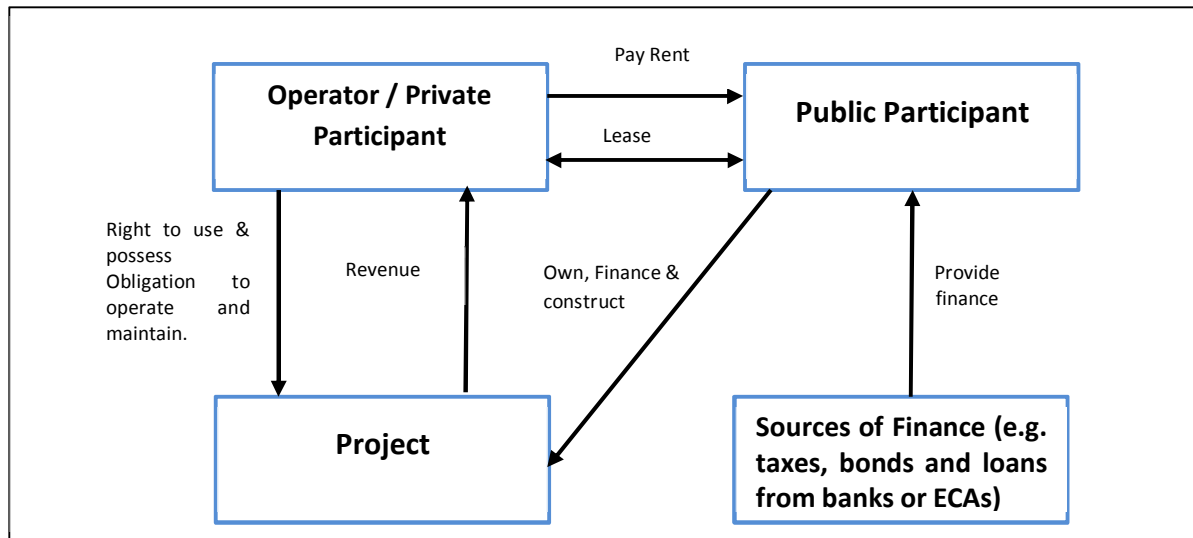 Pay Rent
Operator / Private
Participant
Public Participant
Lease
Right to use &
possess
Obligation to
operate and
maintain.
Revenue
Own, Finance &
construct
Provide
finance
Project
Sources of Finance (e.g.
taxes, bonds and loans
from banks or ECAs)